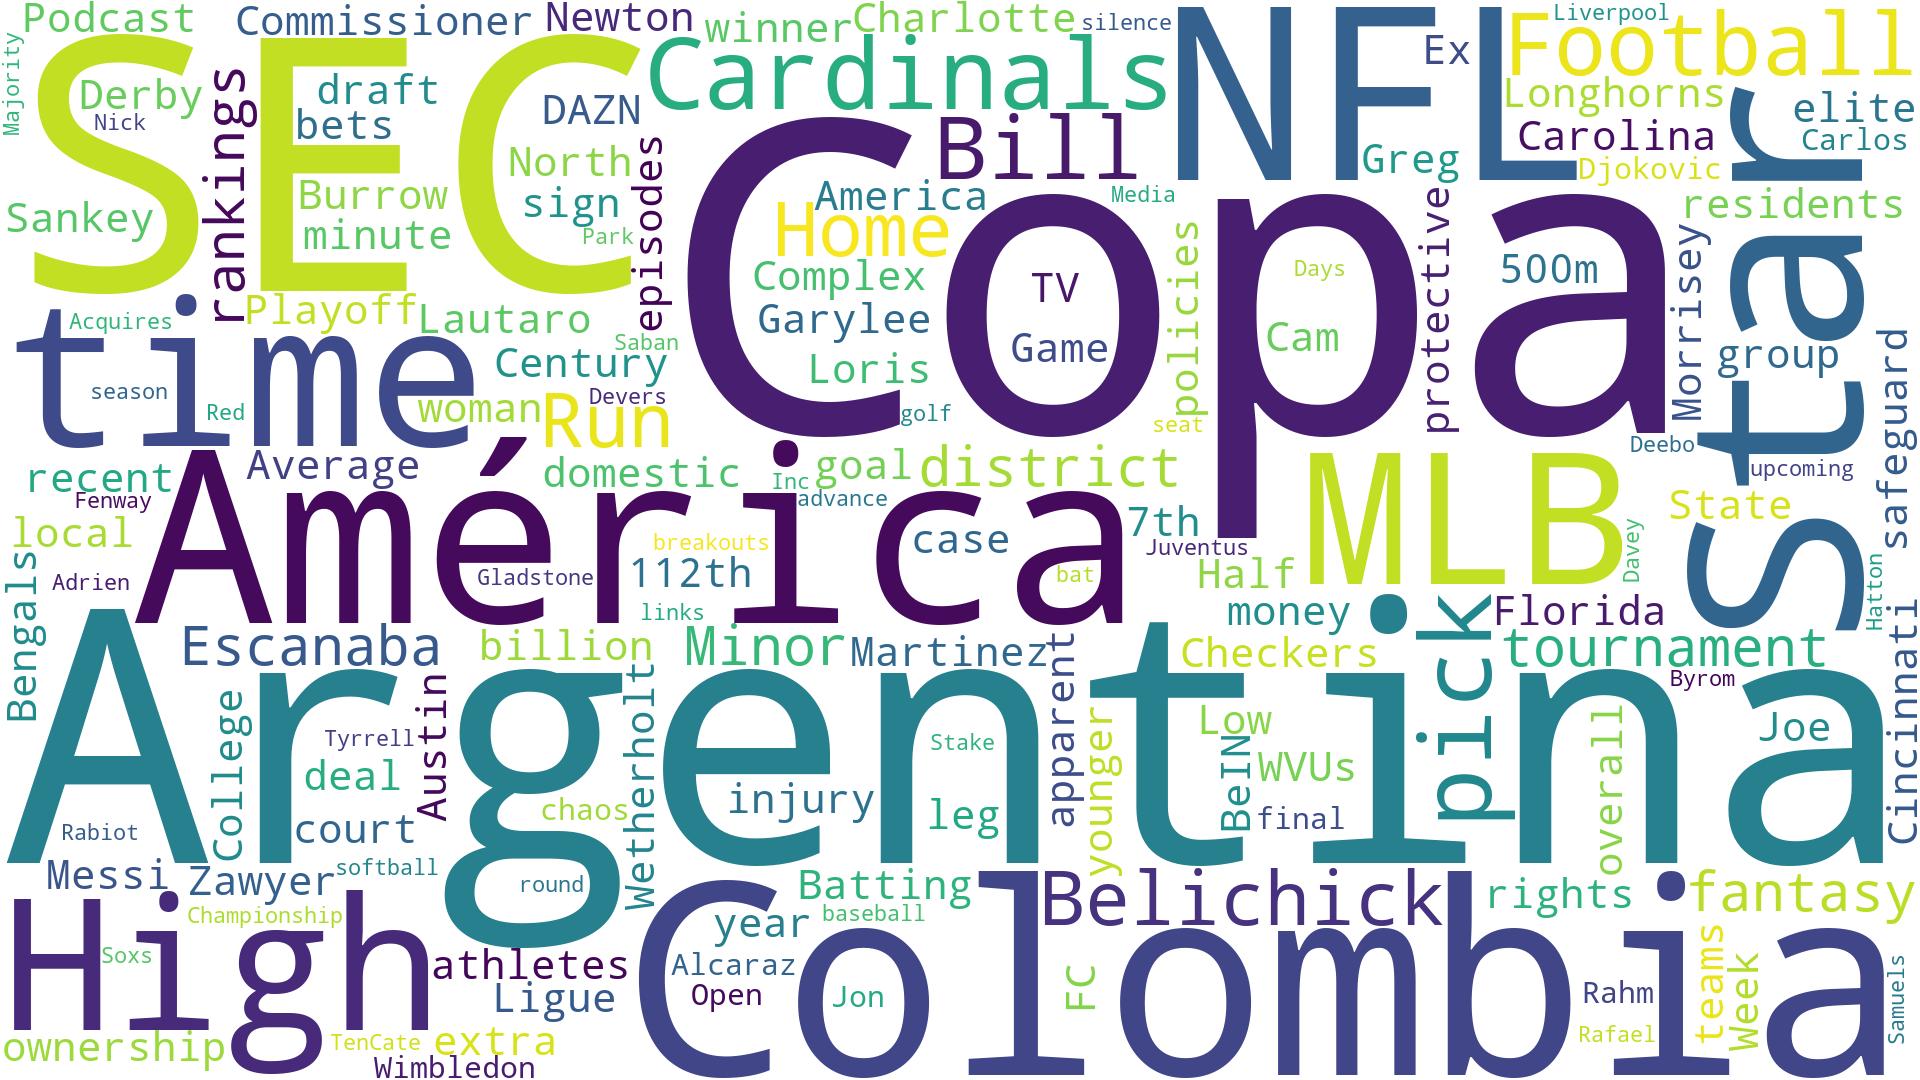 Podcast
Commissioner
Newton
winner
Charlotte
silence
NFL
Liverpool
Football
Majority
SEC
Derby
Nick
rankings
draft
bets
DAZN
Cardinals
Ex
Longhorns
elite
Carolina
Carlos
Bill
Greg
Djokovic
star
North
Burrow
sign
episodes
America
Media
residents
Sankey
minute
Park
Home
Copa
policies
protective
Days
500m
Morrisey
Complex
TV
time
Acquires
Playoff
Lautaro
Saban
Garylee
Game
Cam
group
safeguard
season
Red
Century
woman
Devers
Run
Loris
golf
seat
Deebo
upcoming
recent
Fenway
Average
domestic
Inc
goal
district
advance
MLB
State
local
América
breakouts
case
7th
Juventus
Davey
Bengals
Adrien
Gladstone
112th
bat
Half
Hatton
links
money
pick
Florida
Cincinnati
Escanaba
billion
Minor
Martinez
apparent
Checkers
tournament
Byrom
Argentina
College
Tyrrell
Austin
Wetherholt
Stake
younger
Low
BeIN
WVUs
overall
Joe
deal
chaos
injury
leg
final
Rabiot
court
Messi
Zawyer
softball
round
Batting
Belichick
rights
fantasy
High
Championship
year
baseball
Colombia
Soxs
athletes
Alcaraz
Open
Jon
FC
Rahm
teams
Week
Samuels
Ligue
ownership
TenCate
extra
Wimbledon
Rafael